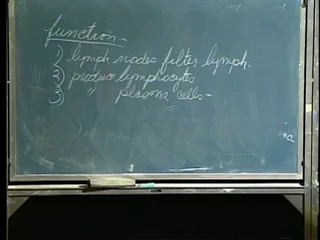 function -
1) lymph nodes filter lymph.
2) produce lymphocytes
3) " plasma cells -